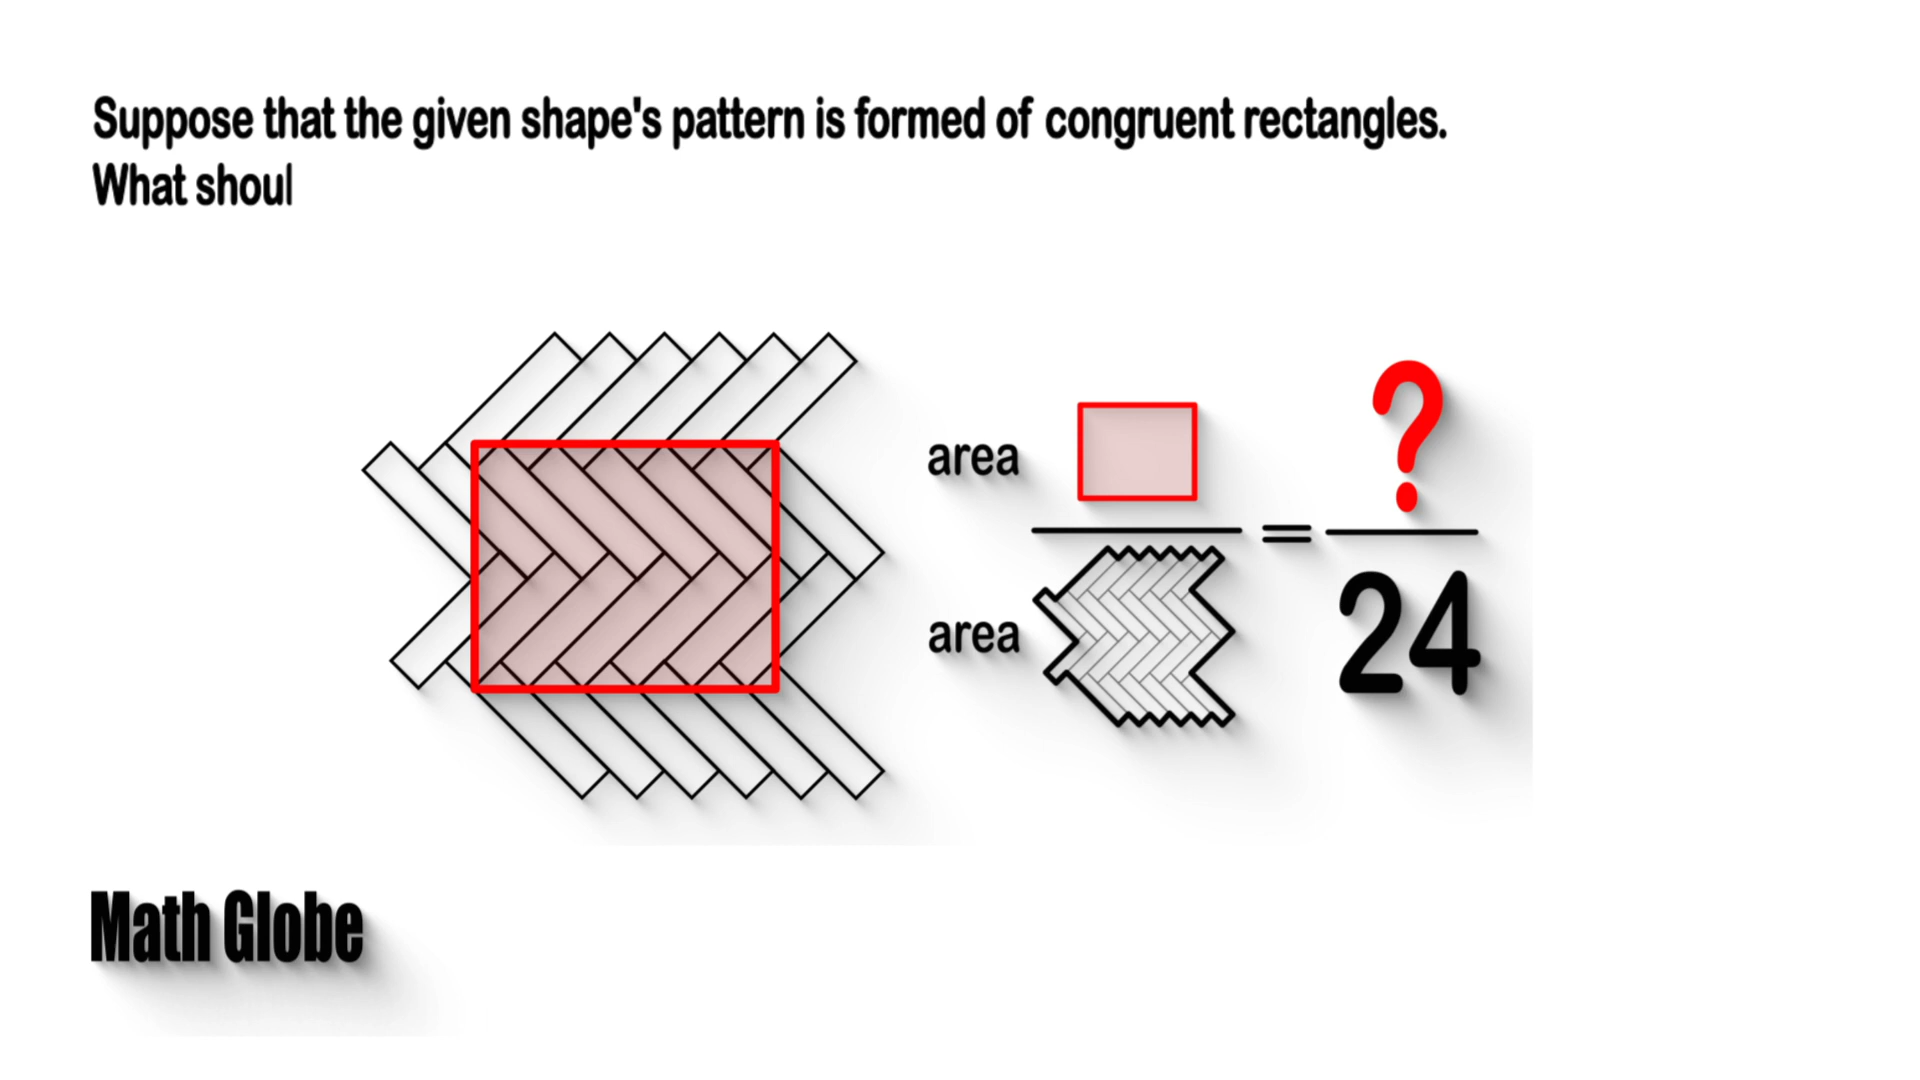 Suppose that the given shape's pattern is formed of congruent rectangles.
What shoul
area
?
=
area
24
Math Globe